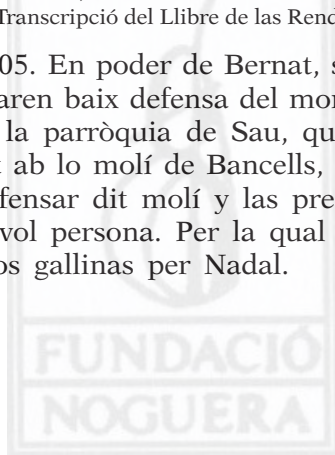 Transcripció del Llibre de las Rend
05. En poder de Bernat, s
aren baix defensa del mon
la parròquia de Sau, qu
ab lo molí de Bancells,
fensar dit molí y las pre
vol persona. Per la qual
os gallinas per Nadal.
FUNDACIÓ
NOGUERA